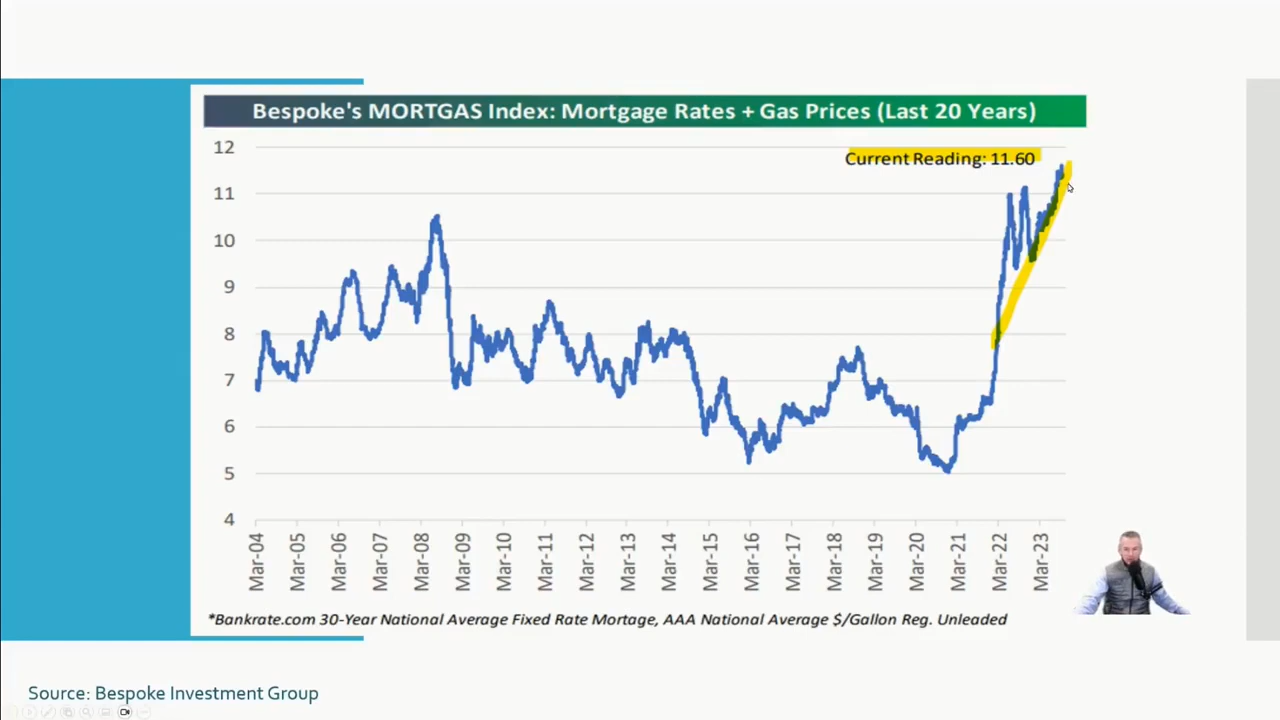 Bespoke's MORTGAS Index: Mortgage Rates + Gas Prices (Last 20 Years)
Current Reading: 11.60
12
11
10
9
8
7
6
5
4
Mar-04
Mar-05
Mar-06
Mar-07
Mar-08
Mar-09
Mar-10
Mar-11
Mar-12
Mar-13
Mar-14
Mar-15
Mar-16
Mar-17
Mar-18
Mar-19
Mar-20
Mar-21
Mar-22
Mar-23
*Bankrate.com 30-Year National Average Fixed Rate Mortage, AAA National Average $/Gallon Reg. Unleaded
Source: Bespoke Investment Group